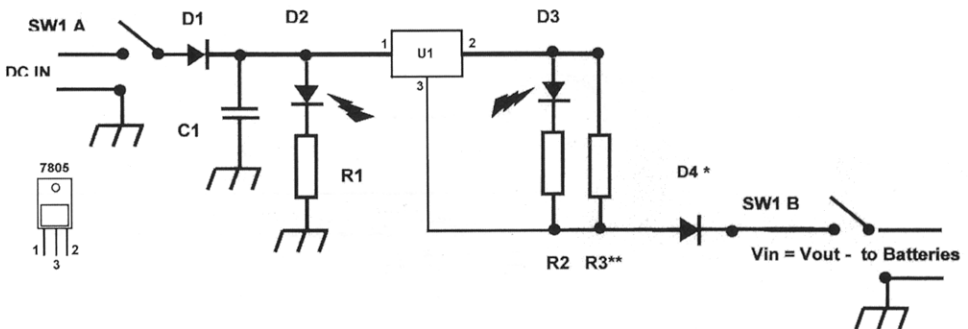 SW1 A
D1
D2
D3
DC IN
1
U1
2
3
C1
R1
D4 *
SW1 B
7805
1
2
3
R2
R3**
Vin = Vout - to Batteries